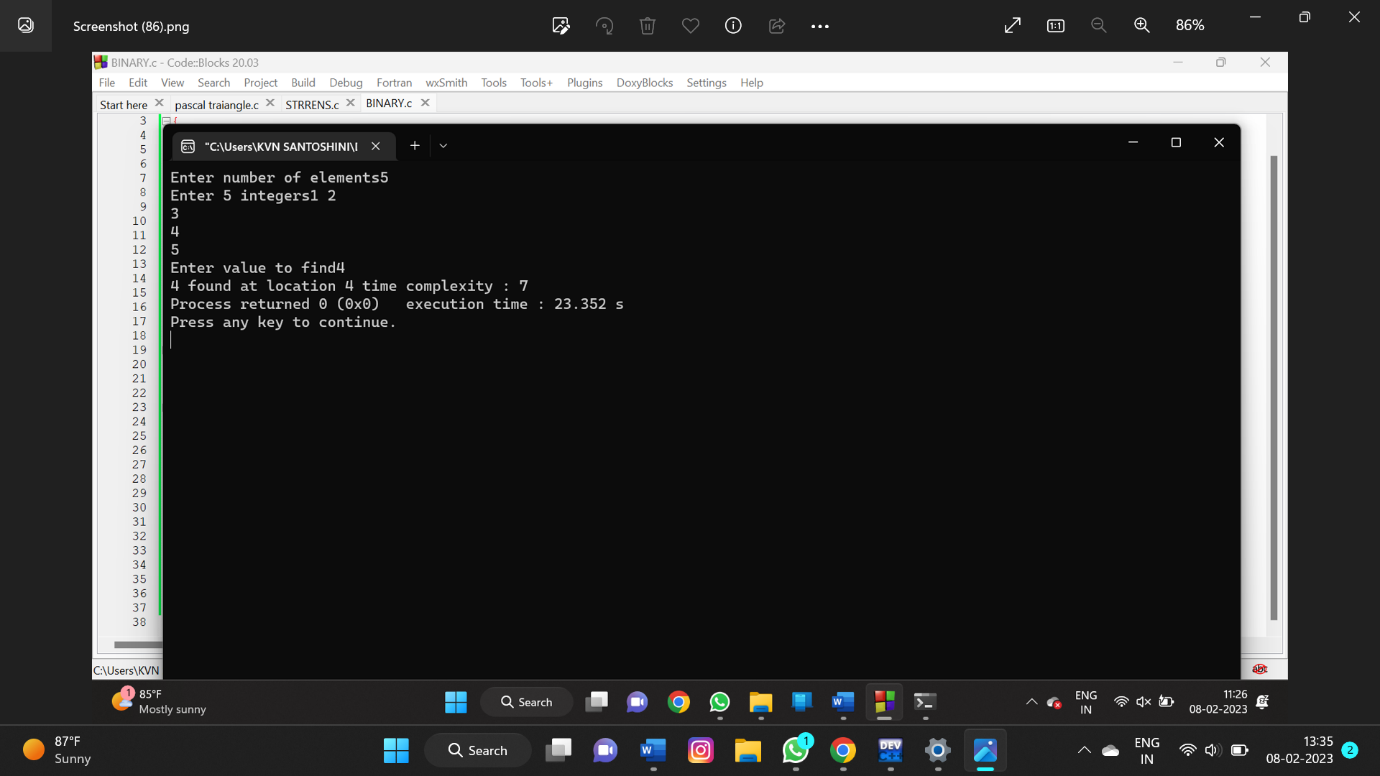 Screenshot (86).png
86%
BINARY.c - Code::Blocks 20.03
File Edit View Search Project Build Debug Fortran wxSmith Tools Tools+ Plugins DoxyBlocks Settings Help
Start here pascal traiangle.c STRRENS.c BINARY.c
3
4
5
6
7
8
9
10
11
12
13
14
15
16
17
18
19
20
21
22
23
24
25
26
27
28
29
30
31
32
33
34
35
36
37
38
"C:\Users\KVN SANTOSHINI\I
Enter number of elements5
Enter 5 integers1 2
3
4
5
Enter value to find4
4 found at location 4 time complexity : 7
Process returned 0 (0x0)   execution time : 23.352 s
Press any key to continue.
C:\Users\KVN
abc
1
85°F
Mostly sunny
Search
ENG
IN
11:26
08-02-2023
87°F
Sunny
Search
1
DEV
ENG
IN
13:35
08-02-2023
2